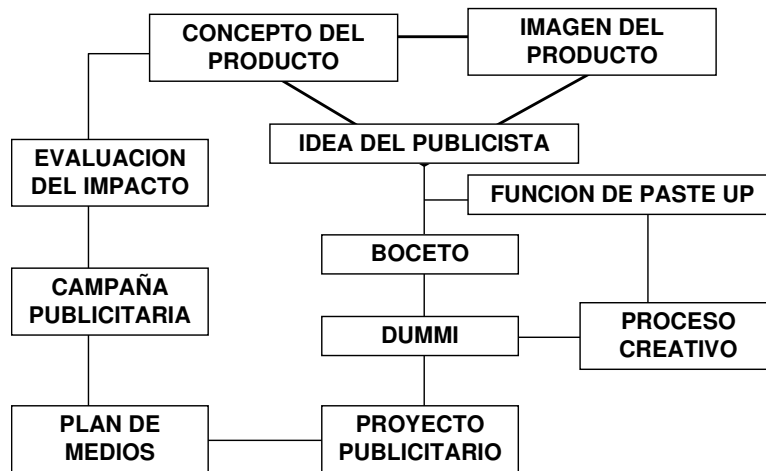 CONCEPTO DEL
PRODUCTO
IMAGEN DEL
PRODUCTO
IDEA DEL PUBLICISTA
EVALUACION
DEL IMPACTO
FUNCION DE PASTE UP
BOCETO
CAMPAÑA
PUBLICITARIA
DUMMI
PROCESO
CREATIVO
PLAN DE
MEDIOS
PROYECTO
PUBLICITARIO